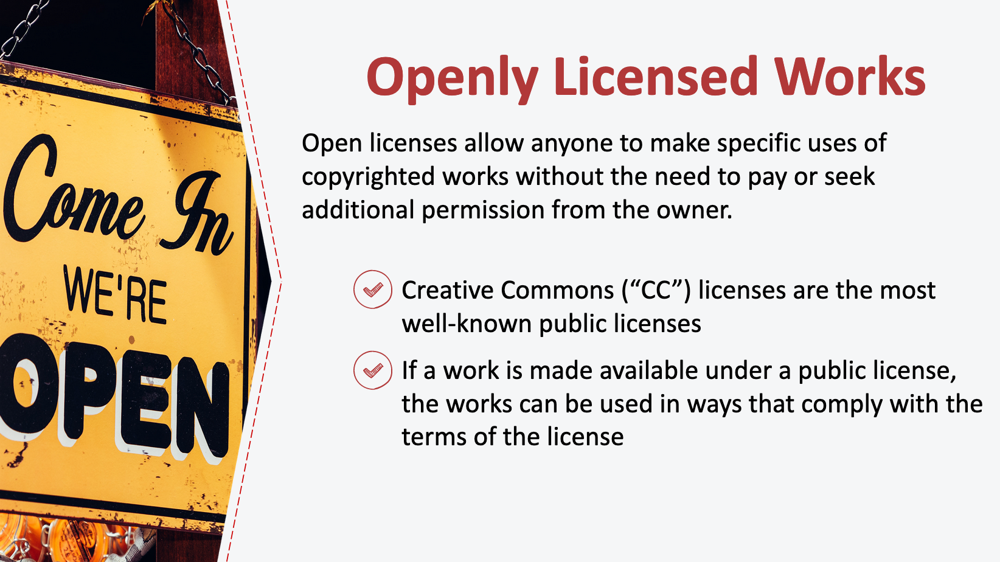 Come In
WE'RE
OPEN
Openly Licensed Works
Open licenses allow anyone to make specific uses of
copyrighted works without the need to pay or seek
additional permission from the owner.
Creative Commons (“CC”) licenses are the most
well-known public licenses
If a work is made available under a public license,
the works can be used in ways that comply with the
terms of the license